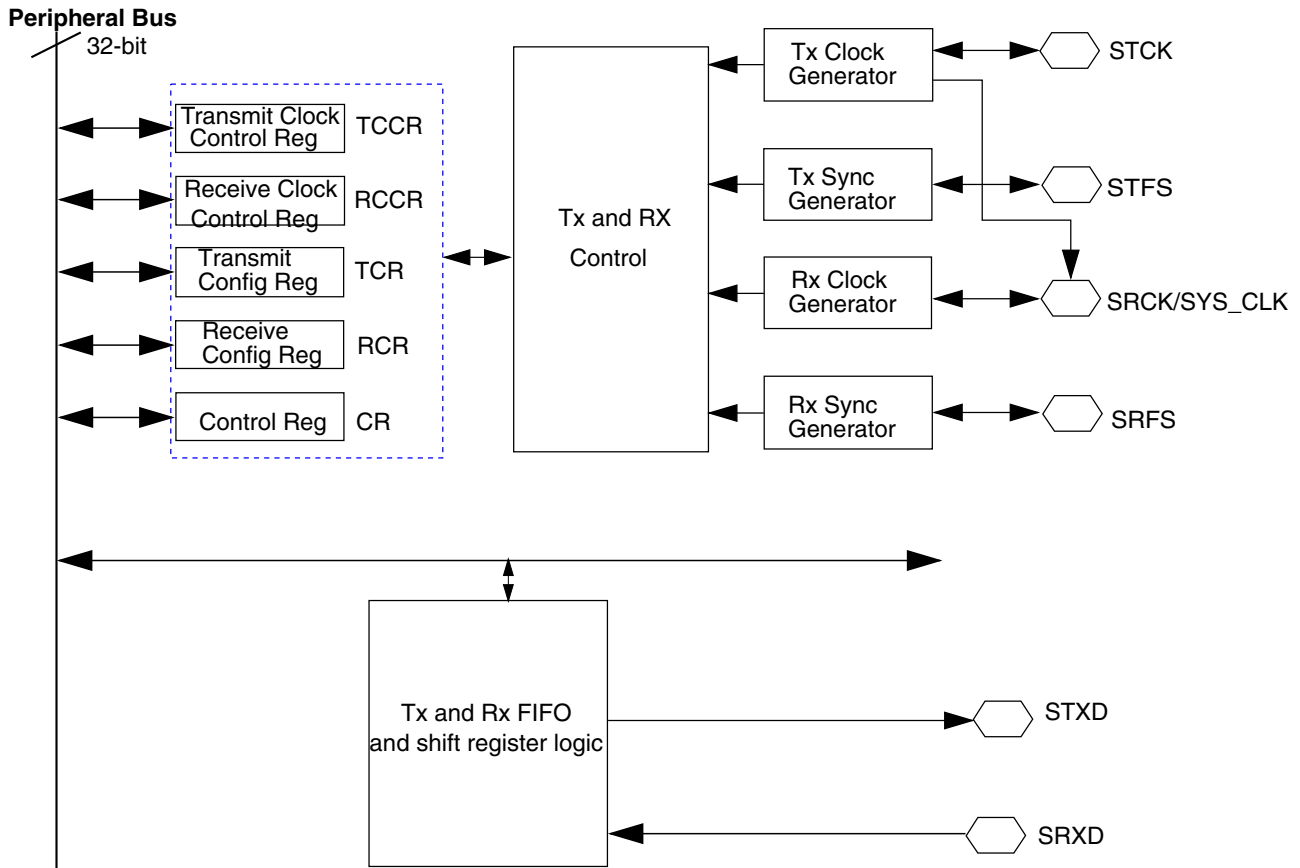 Peripheral Bus
32-bit
Transmit Clock
Control Reg
TCCR
Receive Clock
Control Reg
RCCR
Transmit
Config Reg
TCR
Receive
Config Reg
RCR
Control Reg
CR
Tx and RX
Control
Tx Clock
Generator
STCK
Tx Sync
Generator
STFS
Rx Clock
Generator
SRCK/SYS_CLK
Rx Sync
Generator
SRFS
Tx and Rx FIFO
and shift register logic
STXD
SRXD